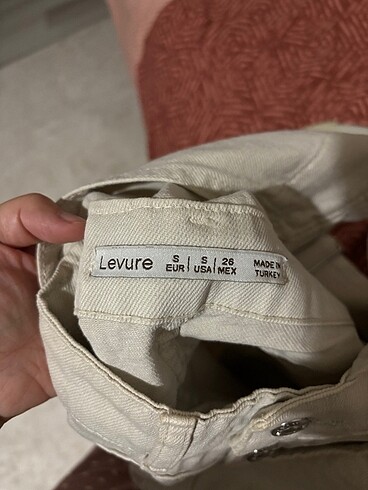 Levure S S 26 MADE IN
EUR USA MEX TURKEY